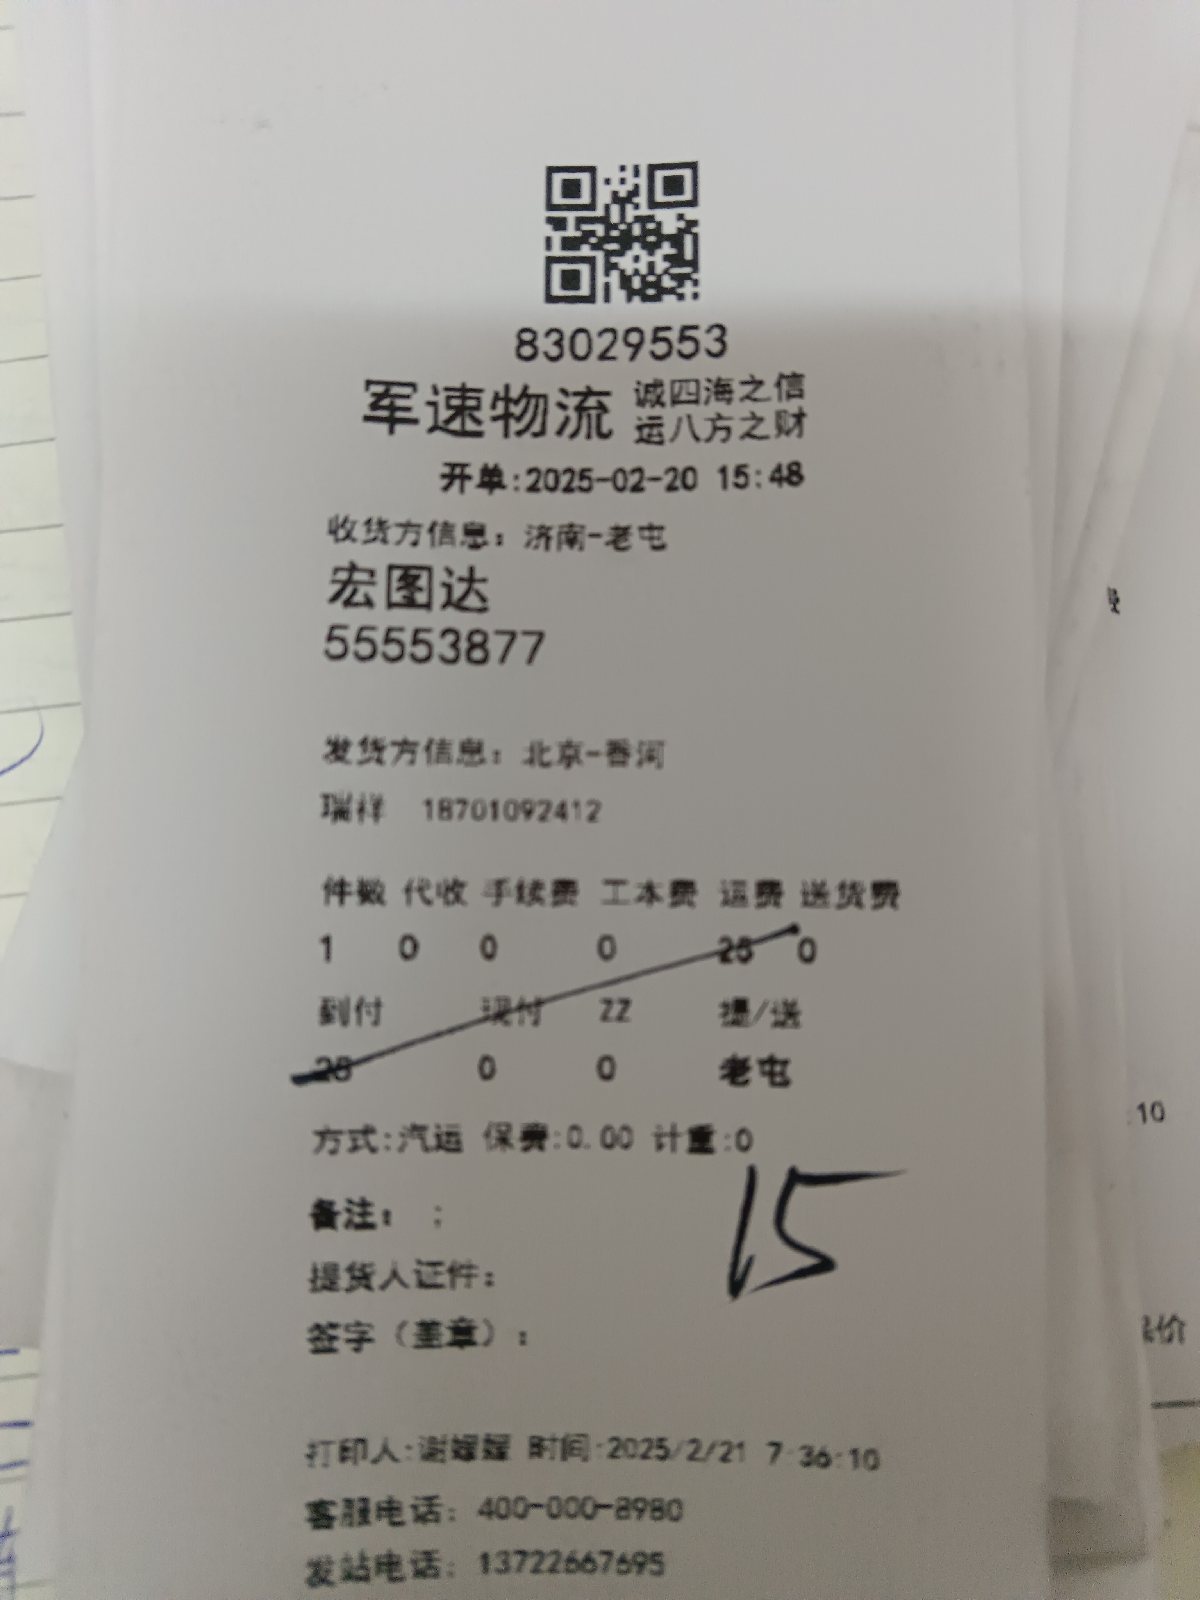 83029553
军速物流 诚四海之信
运八方之财
开单:2025-02-20 15:48
收货方信息：济南-老屯
宏图达
55553877
发货方信息：北京-香河
瑞祥 18701092412
件数 代收 手续费 工本费 运费 送货费
1 0 0 0 25 0
到付 现付 ZZ 提/送
0 0 老屯
方式:汽运 保费:0.00 计重:0
15
备注： ;
提货人证件：
签字（盖章）：
打印人:谢媛媛 时间:2025/2/21 7:36:10
客服电话: 400-000-8980
发站电话: 13722667695
:10
价